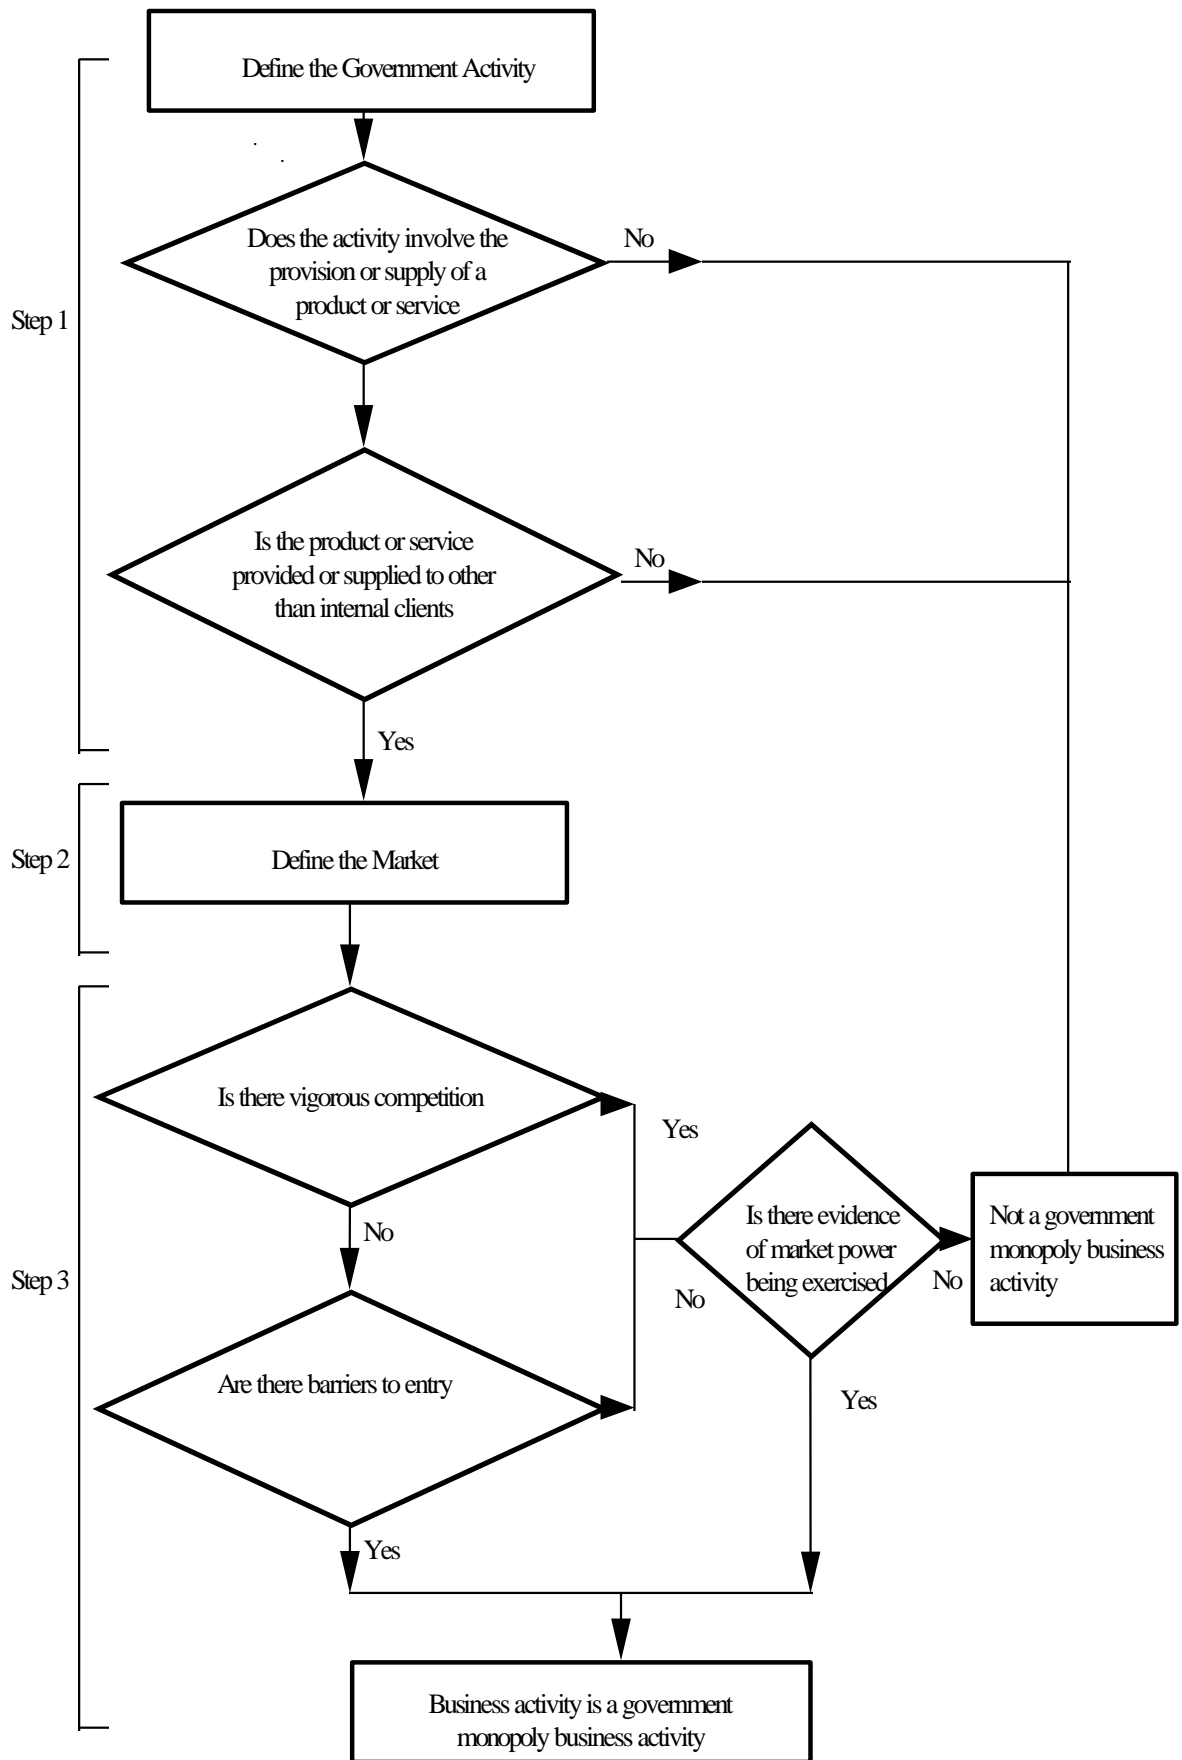 Define the Government Activity
Does the activity involve the
provision or supply of a
product or service
No
Step 1
Is the product or service
provided or supplied to other
than internal clients
No
Yes
Step 2
Define the Market
Is there vigorous competition
Yes
No
Is there evidence
of market power
being exercised
No
No
Not a government
monopoly business
activity
Step 3
Are there barriers to entry
Yes
Yes
Business activity is a government
monopoly business activity